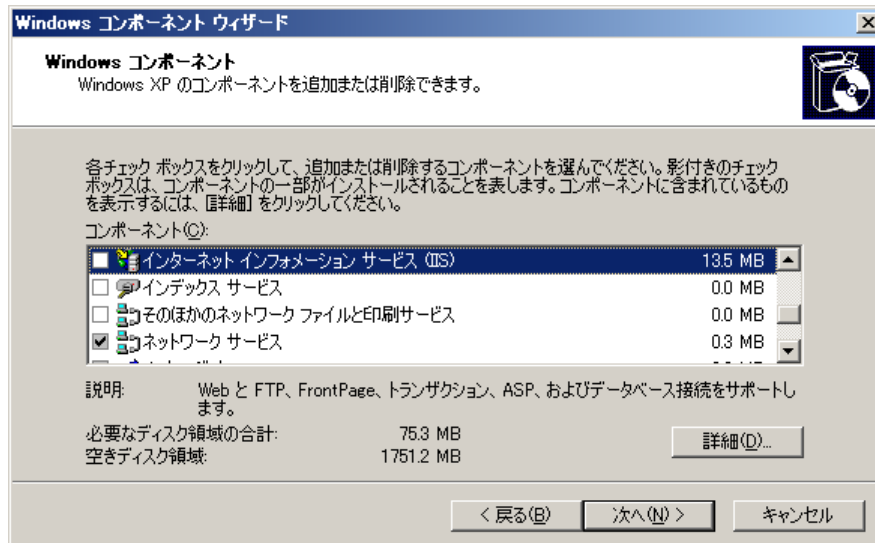 Windows コンポーネント ウィザード
Windows コンポーネント
Windows XP のコンポーネントを追加または削除できます。
各チェック ボックスをクリックして、追加または削除するコンポーネントを選んでください。影付きのチェック
ボックスは、コンポーネントの一部がインストールされることを表します。コンポーネントに含まれているもの
を表示するには、[詳細] をクリックしてください。
コンポーネント(C):
インターネット インフォメーション サービス (IIS) 13.5 MB
インデックス サービス 0.0 MB
そのほかのネットワーク ファイルと印刷サービス 0.0 MB
ネットワーク サービス 0.3 MB
説明: Web と FTP、FrontPage、トランザクション、ASP、およびデータベース接続をサポートし
ます。
必要なディスク領域の合計: 75.3 MB
空きディスク領域: 1751.2 MB
詳細(D)...
< 戻る(B) 次へ(N) > キャンセル